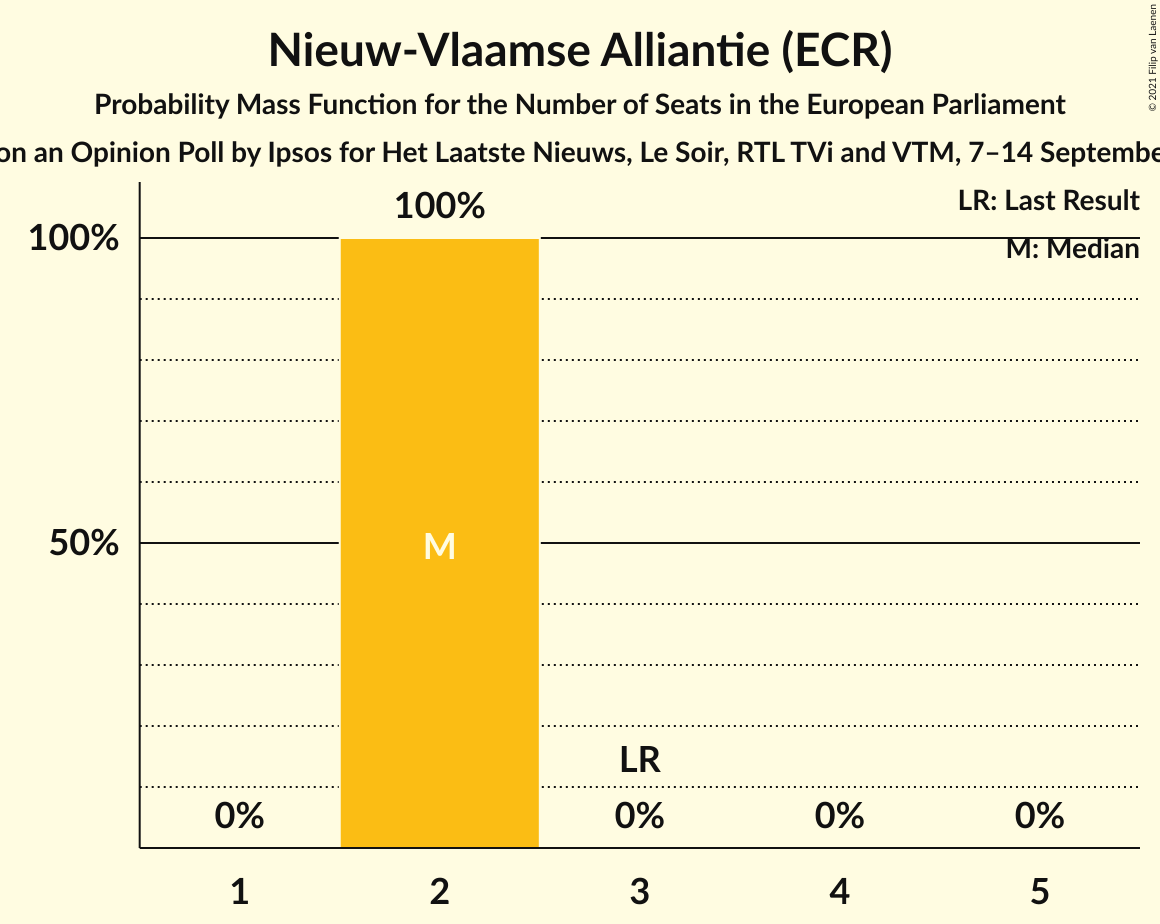 Nieuw-Vlaamse Alliantie (ECR)
Probability Mass Function for the Number of Seats in the European Parliament
on an Opinion Poll by Ipsos for Het Laatste Nieuws, Le Soir, RTL TVi and VTM, 7–14 Septembe
© 2021 Filip van Laenen
LR: Last Result
M: Median
100%
100%
50%
M
LR
0%
0%
0%
0%
1
2
3
4
5